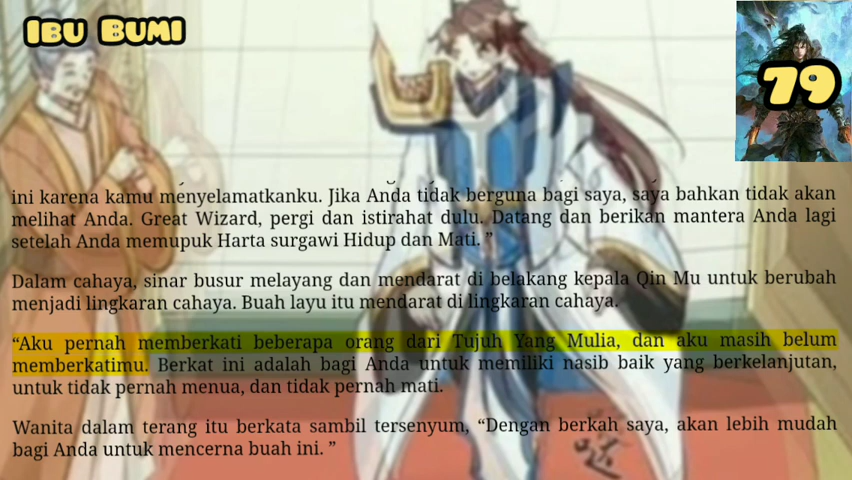 Ibu Bumi
79
ini karena kamu menyelamatkanku. Jika Anda tidak berguna bagi saya, saya bahkan tidak akan
melihat Anda. Great Wizard, pergi dan istirahat dulu. Datang dan berikan mantera Anda lagi
setelah Anda memupuk Harta surgawi Hidup dan Mati. ”
Dalam cahaya, sinar busur melayang dan mendarat di belakang kepala Qin Mu untuk berubah
menjadi lingkaran cahaya. Buah layu itu mendarat di lingkaran cahaya.
“Aku pernah memberkati beberapa orang dari Tujuh Yang Mulia, dan aku masih belum
memberkatimu. Berkat ini adalah bagi Anda untuk memiliki nasib baik yang berkelanjutan,
untuk tidak pernah menua, dan tidak pernah mati.
Wanita dalam terang itu berkata sambil tersenyum, “Dengan berkah saya, akan lebih mudah
bagi Anda untuk mencerna buah ini. ”